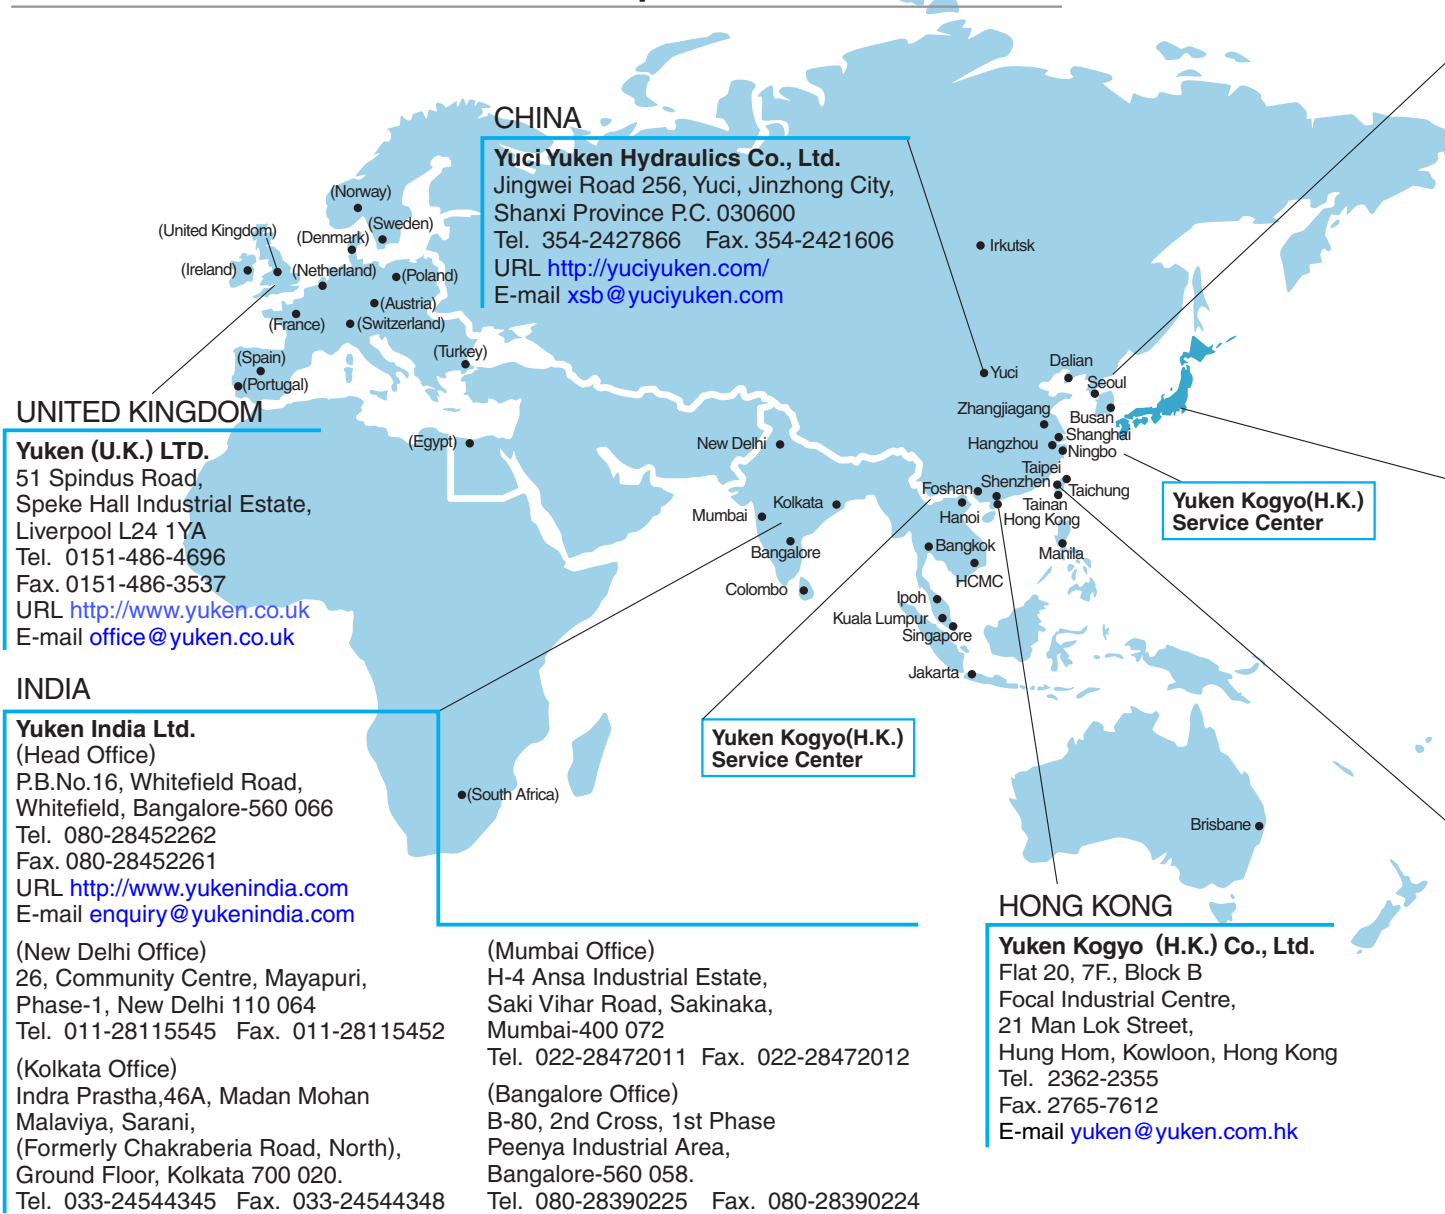 CHINA
Yuci Yuken Hydraulics Co., Ltd.
Jingwei Road 256, Yuci, Jinzhong City,
Shanxi Province P.C. 030600
Tel. 354-2427866 Fax. 354-2421606
URL http://yuciyuken.com/
E-mail xsb@yuciyuken.com
(Norway)
(United Kingdom)
(Sweden)
(Denmark)
(Ireland)
(Netherland)
(Poland)
(Austria)
(France)
(Switzerland)
(Spain)
(Turkey)
(Portugal)
(Egypt)
(South Africa)
Irkutsk
Yuci
Dalian
Seoul
Zhangjiagang
Busan
Hangzhou
Shanghai
Ningbo
New Delhi
Taipei
Foshan
Shenzhen
Taichung
Kolkata
Tainan
Mumbai
Hanoi
Hong Kong
Bangalore
Bangkok
Manila
HCMC
Colombo
Ipoh
Kuala Lumpur
Singapore
Jakarta
Brisbane
Yuken Kogyo(H.K.)
Service Center
Yuken Kogyo(H.K.)
Service Center
UNITED KINGDOM
Yuken (U.K.) LTD.
51 Spindus Road,
Speke Hall Industrial Estate,
Liverpool L24 1YA
Tel. 0151-486-4696
Fax. 0151-486-3537
URL http://www.yuken.co.uk
E-mail office@yuken.co.uk
INDIA
Yuken India Ltd.
(Head Office)
P.B.No.16, Whitefield Road,
Whitefield, Bangalore-560 066
Tel. 080-28452262
Fax. 080-28452261
URL http://www.yukenindia.com
E-mail enquiry@yukenindia.com
(New Delhi Office)
26, Community Centre, Mayapuri,
Phase-1, New Delhi 110 064
Tel. 011-28115545 Fax. 011-28115452
(Kolkata Office)
Indra Prastha,46A, Madan Mohan
Malaviya, Sarani,
(Formerly Chakraberia Road, North),
Ground Floor, Kolkata 700 020.
Tel. 033-24544345 Fax. 033-24544348
(Mumbai Office)
H-4 Ansa Industrial Estate,
Saki Vihar Road, Sakinaka,
Mumbai-400 072
Tel. 022-28472011 Fax. 022-28472012
(Bangalore Office)
B-80, 2nd Cross, 1st Phase
Peenya Industrial Area,
Bangalore-560 058.
Tel. 080-28390225 Fax. 080-28390224
HONG KONG
Yuken Kogyo (H.K.) Co., Ltd.
Flat 20, 7F., Block B
Focal Industrial Centre,
21 Man Lok Street,
Hung Hom, Kowloon, Hong Kong
Tel. 2362-2355
Fax. 2765-7612
E-mail yuken@yuken.com.hk